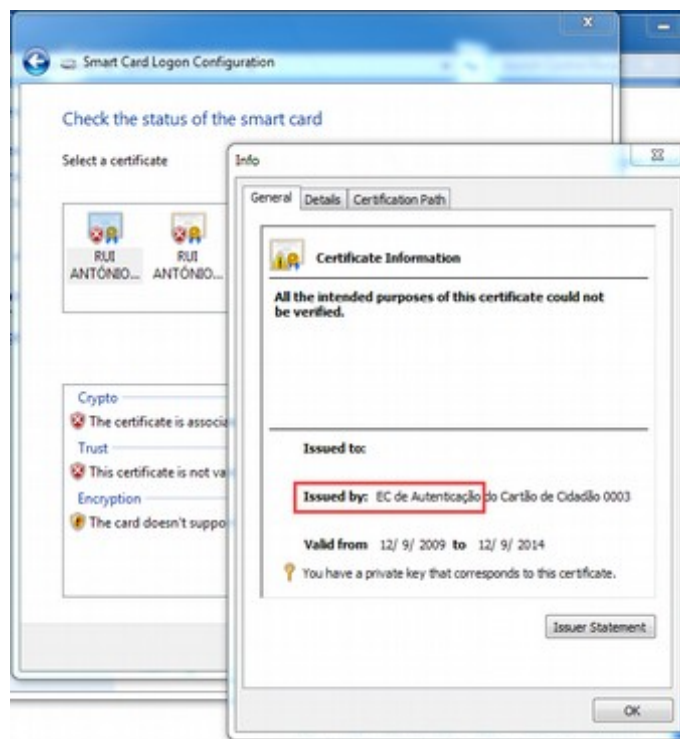 Smart Card Logon Configuration
Check the status of the smart card
Select a certificate
RUI
ANTÓNIO...
RUI
ANTÓNIO...
Crypto
The certificate is associa
Trust
This certificate is not va
Encryption
The card doesn't suppo
Info
General Details Certification Path
Certificate Information
All the intended purposes of this certificate could not
be verified.
Issued to:
Issued by: EC de Autenticação do Cartão de Cidadão 0003
Valid from 12/ 9/ 2009 to 12/ 9/ 2014
You have a private key that corresponds to this certificate.
Issuer Statement
OK